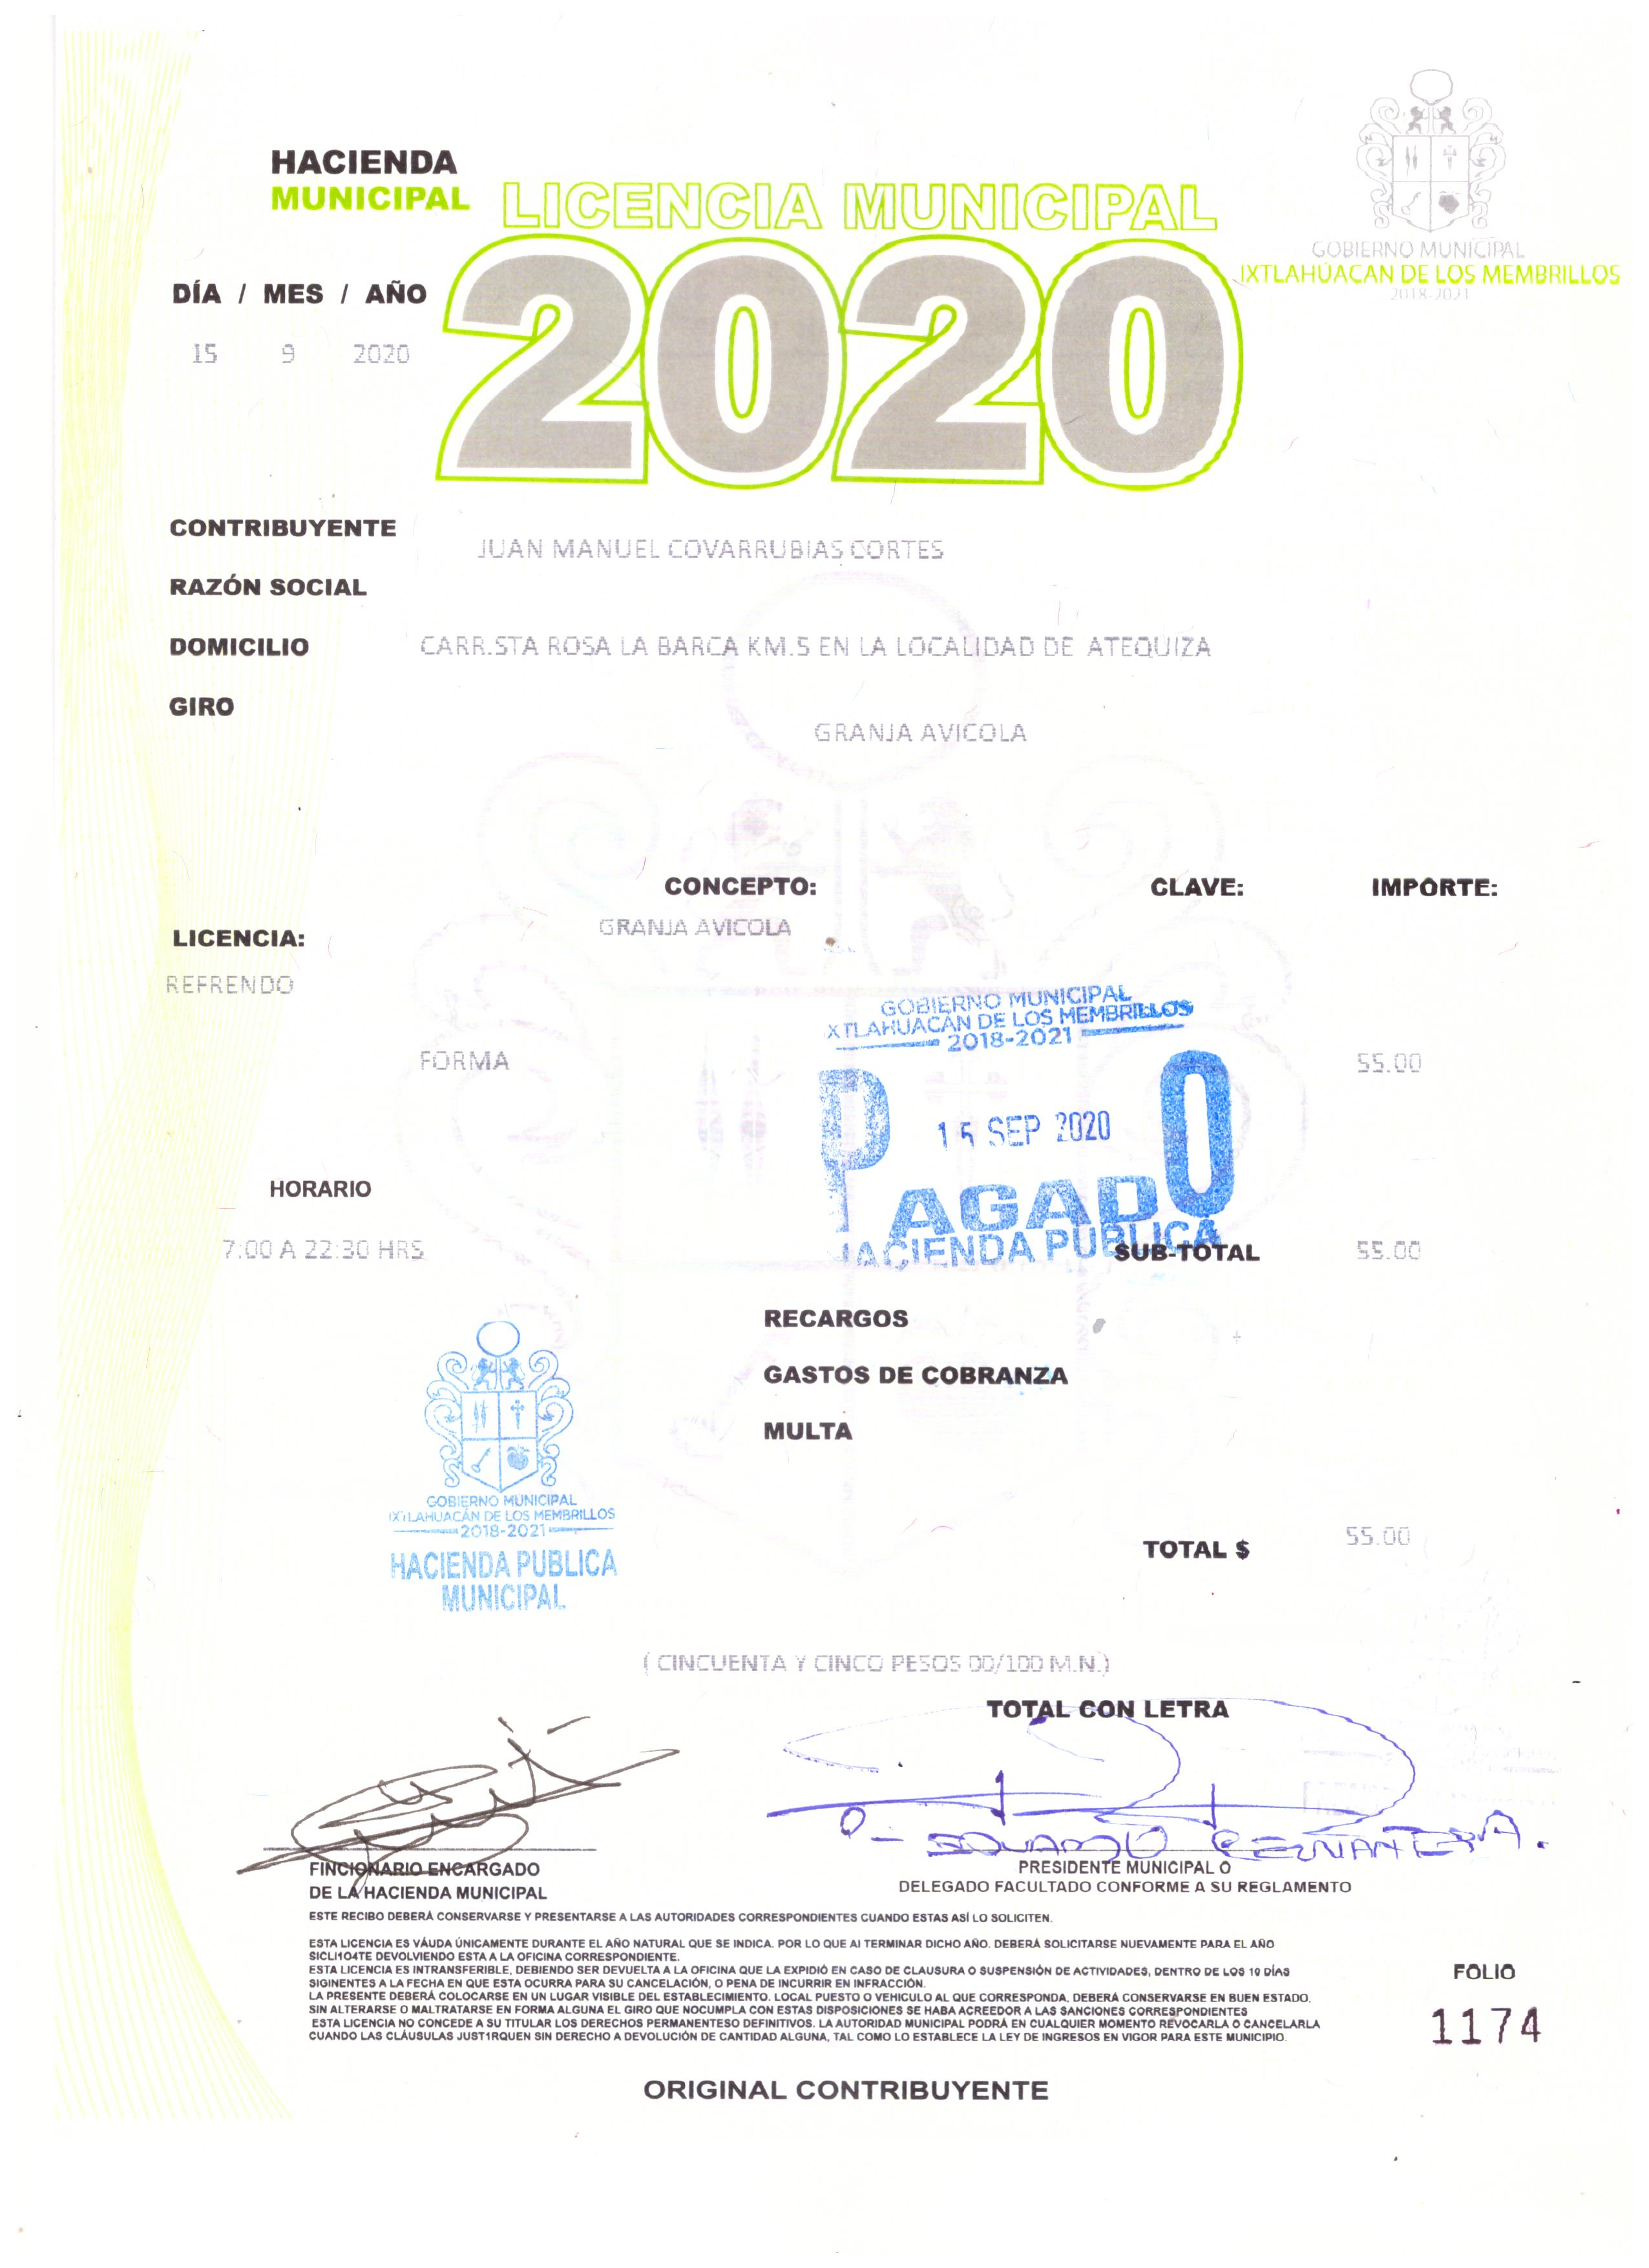 HACIENDA
MUNICIPAL
LICENCIA MUNICIPAL
2020
GOBIERNO MUNICIPAL
IXTLAHUACAN DE LOS MEMBRILLOS
2018-2021
DÍA / MES / AÑO
15 9 2020
CONTRIBUYENTE
JUAN MANUEL COVARRUBIAS CORTES
RAZÓN SOCIAL
DOMICILIO
CARR.STA ROSA LA BARCA KM.5 EN LA LOCALIDAD DE ATEQUIZA
GIRO
GRANJA AVICOLA
CONCEPTO: CLAVE: IMPORTE:
GRANJA AVICOLA
LICENCIA:
REFRENDO
GOBIERNO MUNICIPAL
XTLAHUACAN DE LOS MEMBRILLOS
2018-2021
FORMA 55.00
15 SEP 2020
PAGADO
HORARIO
7:00 A 22:30 HRS
HACIENDA PUBLICA
SUB-TOTAL 55.00
RECARGOS
GASTOS DE COBRANZA
MULTA
GOBIERNO MUNICIPAL
IXTLAHUACÁN DE LOS MEMBRILLOS
2018-2021
HACIENDA PUBLICA
MUNICIPAL
TOTAL $ 55.00
( CINCUENTA Y CINCO PESOS 00/100 M.N.)
TOTAL CON LETRA
FINCIONARIO ENCARGADO
DE LA HACIENDA MUNICIPAL
PRESIDENTE MUNICIPAL O
DELEGADO FACULTADO CONFORME A SU REGLAMENTO
ESTE RECIBO DEBERÁ CONSERVARSE Y PRESENTARSE A LAS AUTORIDADES CORRESPONDIENTES CUANDO ESTAS ASÍ LO SOLICITEN.
ESTA LICENCIA ES VÁUDA ÚNICAMENTE DURANTE EL AÑO NATURAL QUE SE INDICA. POR LO QUE AI TERMINAR DICHO AÑO. DEBERÁ SOLICITARSE NUEVAMENTE PARA EL AÑO
SICLI1O4TE DEVOLVIENDO ESTA A LA OFICINA CORRESPONDIENTE.
ESTA LICENCIA ES INTRANSFERIBLE, DEBIENDO SER DEVUELTA A LA OFICINA QUE LA EXPIDIÓ EN CASO DE CLAUSURA O SUSPENSIÓN DE ACTIVIDADES, DENTRO DE LOS 10 DÍAS
SIGINENTES A LA FECHA EN QUE ESTA OCURRA PARA SU CANCELACIÓN, O PENA DE INCURRIR EN INFRACCIÓN.
LA PRESENTE DEBERÁ COLOCARSE EN UN LUGAR VISIBLE DEL ESTABLECIMIENTO. LOCAL PUESTO O VEHICULO AL QUE CORRESPONDA, DEBERÁ CONSERVARSE EN BUEN ESTADO,
SIN ALTERARSE O MALTRATARSE EN FORMA ALGUNA EL GIRO QUE NOCUMPLA CON ESTAS DISPOSICIONES SE HABA ACREEDOR A LAS SANCIONES CORRESPONDIENTES
ESTA LICENCIA NO CONCEDE A SU TITULAR LOS DERECHOS PERMANENTESO DEFINITIVOS. LA AUTORIDAD MUNICIPAL PODRÁ EN CUALQUIER MOMENTO REVOCARLA O CANCELARLA
CUANDO LAS CLÁUSULAS JUST1RQUEN SIN DERECHO A DEVOLUCIÓN DE CANTIDAD ALGUNA, TAL COMO LO ESTABLECE LA LEY DE INGRESOS EN VIGOR PARA ESTE MUNICIPIO.
FOLIO
1174
ORIGINAL CONTRIBUYENTE